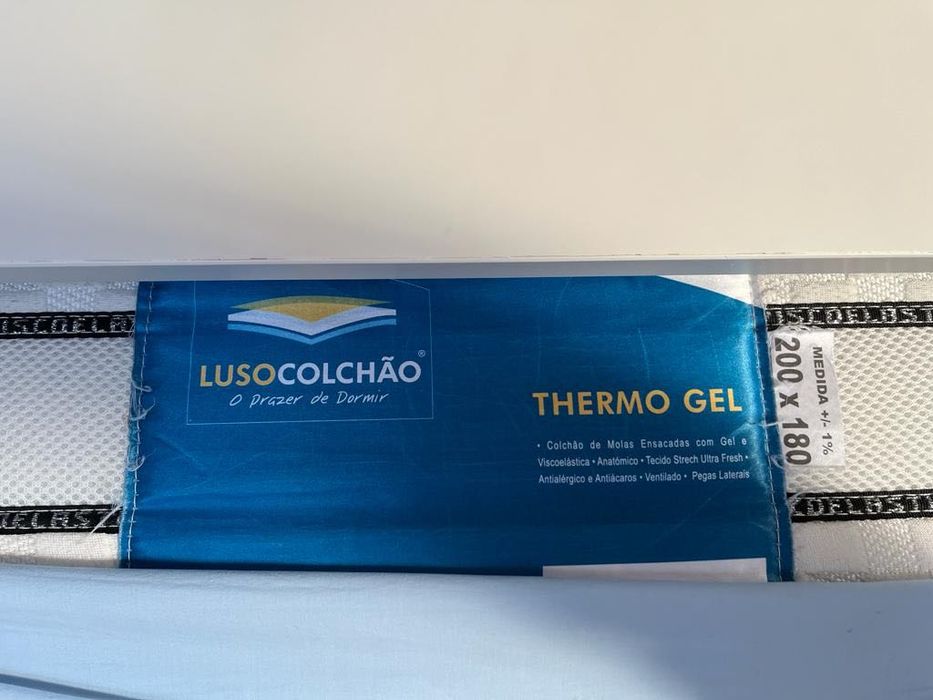 LUSOCOLCHÃO®
O Prazer de Dormir
THERMO GEL
• Colchão de Molas Ensacadas com Gel e
Viscoelástica • Anatómico • Tecido Strech Ultra Fresh •
Antialérgico e Antiácaros • Ventilado • Pegas Laterais
MEDIDA +/- 1%
200 X 180